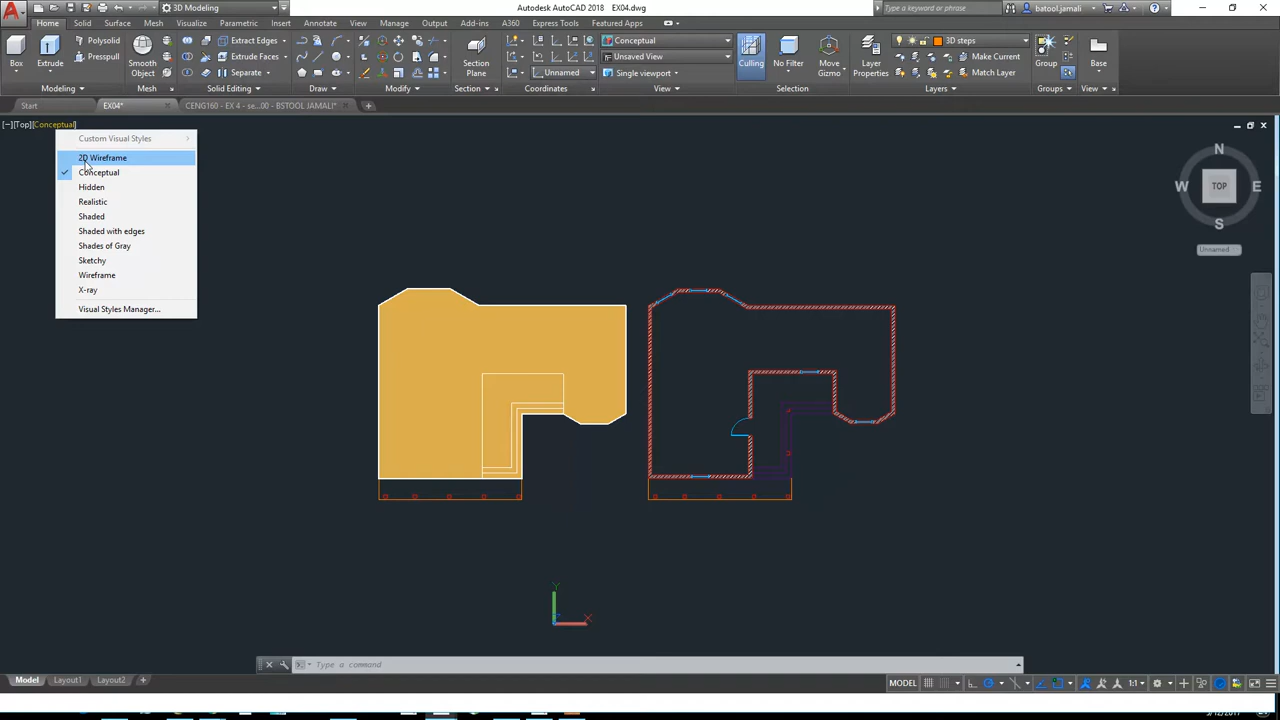 3D Modeling
Autodesk AutoCAD 2018 EX04.dwg
Type a keyword or phrase
batool.jamali
Home Solid Surface Mesh Visualize Parametric Insert Annotate View Manage Output Add-ins A360 Express Tools Featured Apps
Box
Extrude
Polysolid
Presspull
Smooth
Object
Extract Edges
Extrude Faces
Separate
Section
Plane
Unnamed
Conceptual
Unsaved View
Single viewport
Culling
No Filter
Move
Gizmo
Layer
Properties
3D steps
Make Current
Match Layer
Group
Base
Modeling
Mesh
Solid Editing
Draw
Modify
Section
Coordinates
View
Selection
Layers
Groups
View
Start
EX04*
CENG160 - EX 4 - se...00 - BSTOOL JAMALI*
[−][Top][Conceptual]
Custom Visual Styles
2D Wireframe
Conceptual
Hidden
Realistic
Shaded
Shaded with edges
Shades of Gray
Sketchy
Wireframe
X-ray
Visual Styles Manager...
N
W
TOP
E
S
Unnamed
Y
X
Type a command
Model
Layout1
Layout2
MODEL
1:1